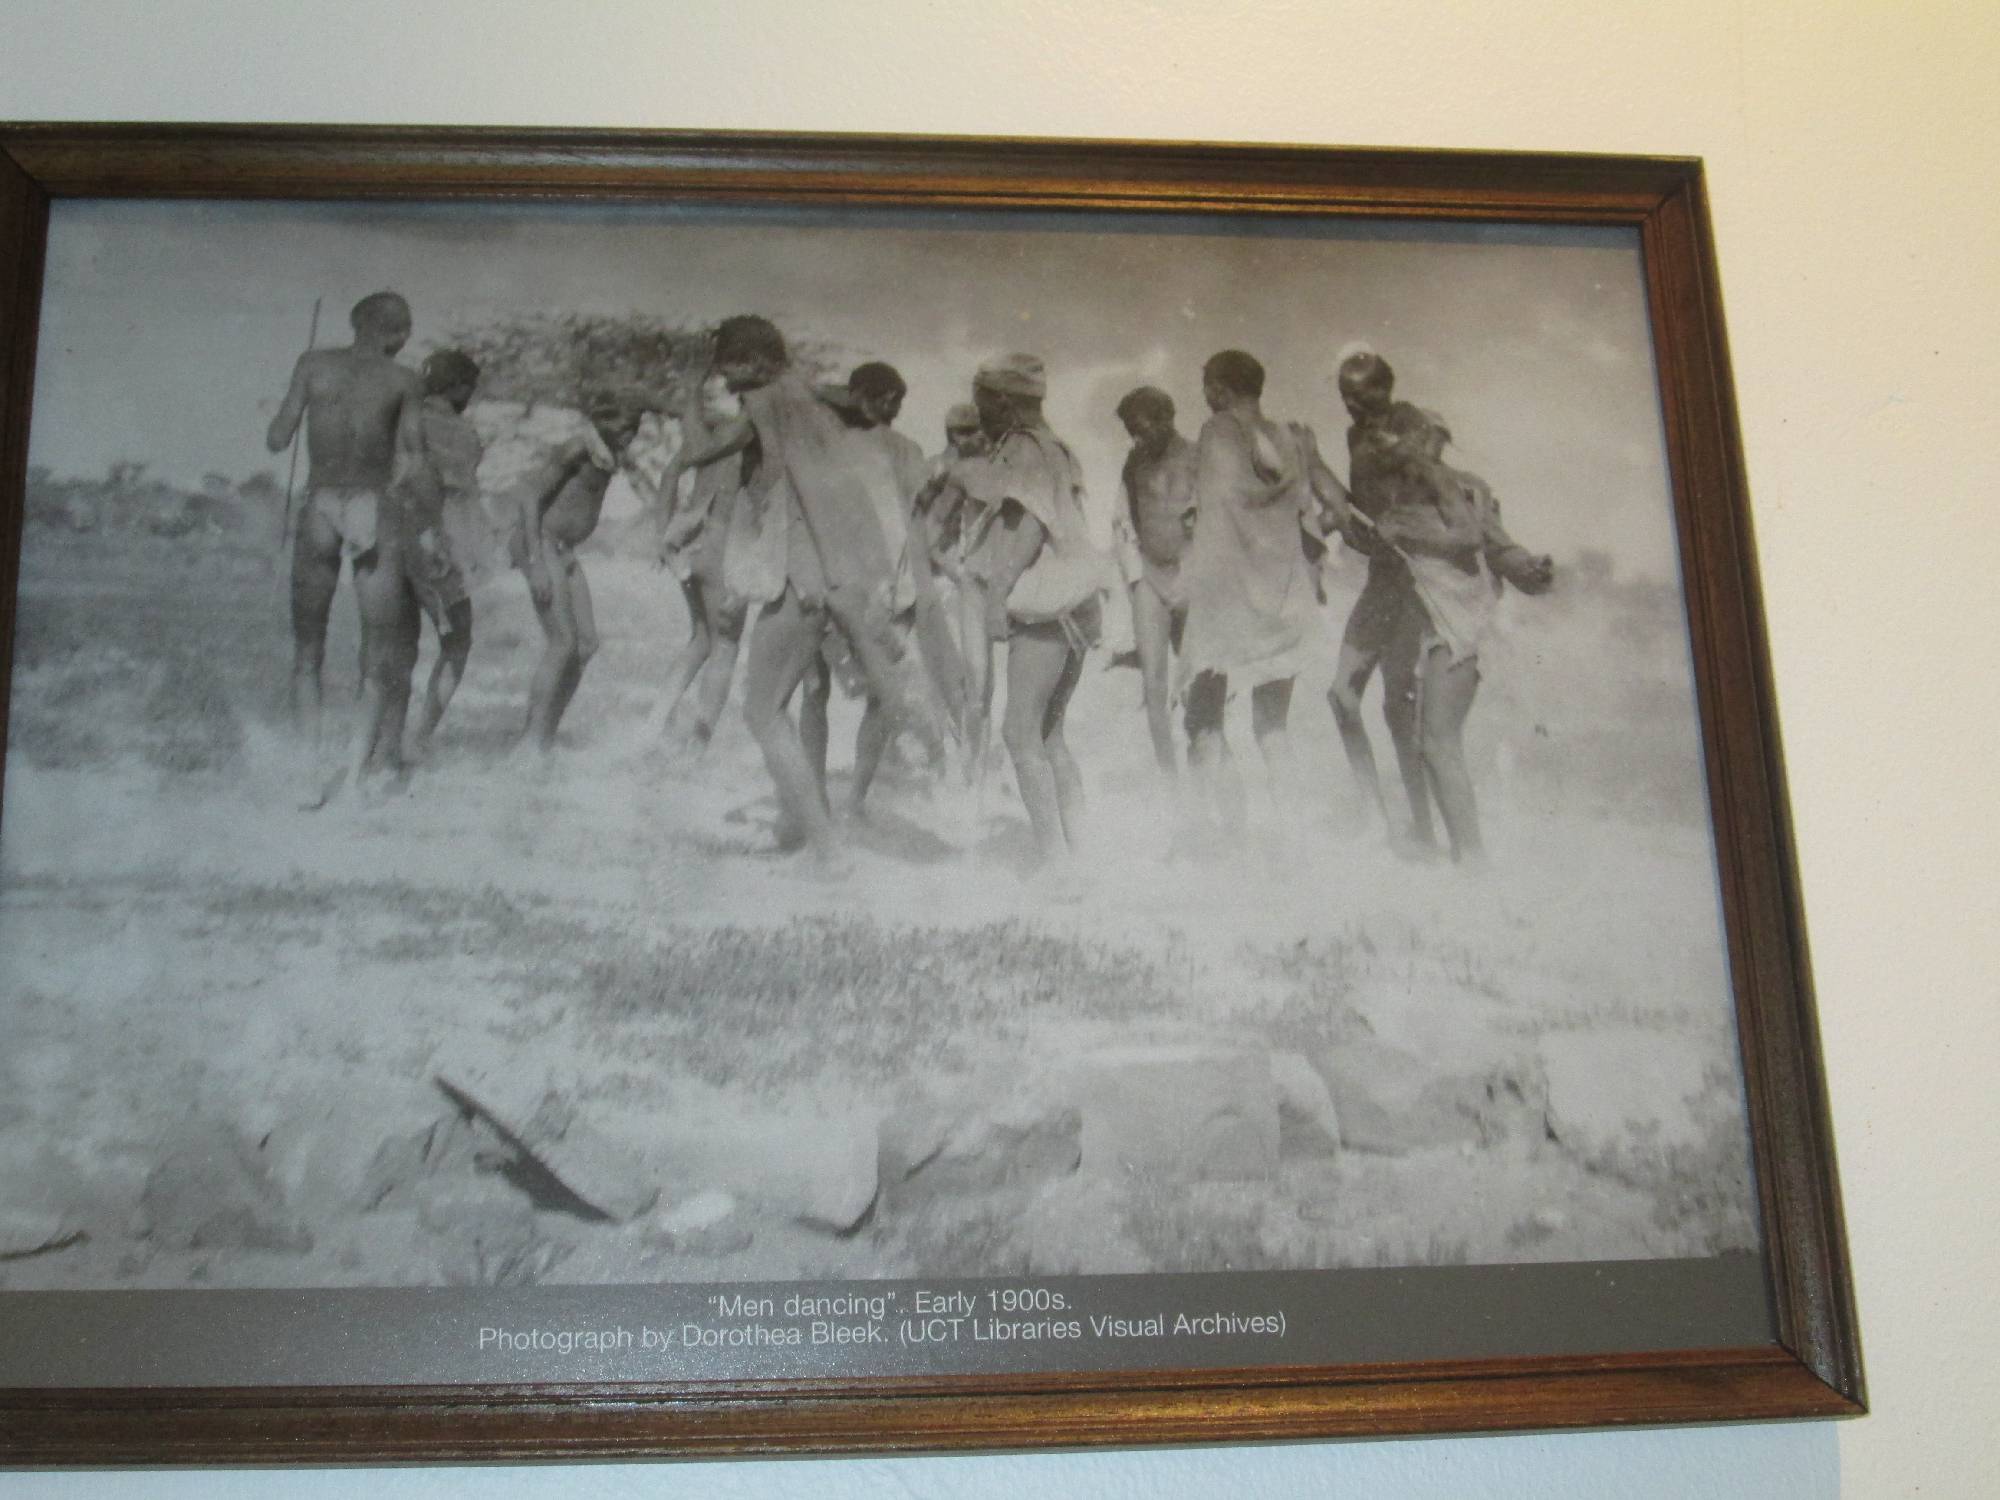 “Men dancing”. Early 1900s.
Photograph by Dorothea Bleek. (UCT Libraries Visual Archives)